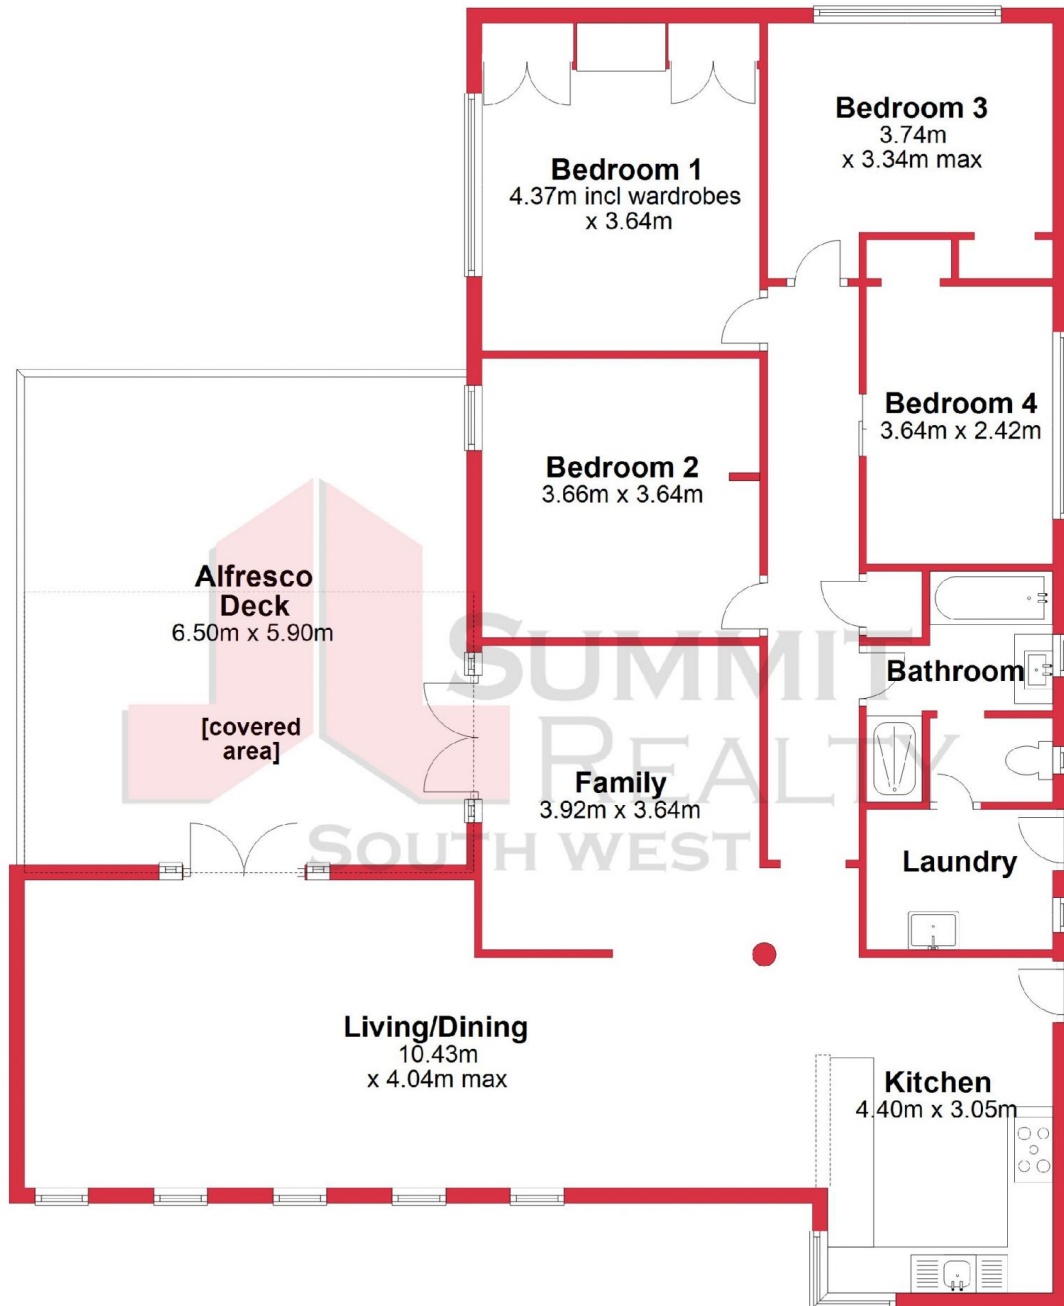 Bedroom 1
4.37m incl wardrobes
x 3.64m
Bedroom 3
3.74m
x 3.34m max
Bedroom 2
3.66m x 3.64m
Bedroom 4
3.64m x 2.42m
Alfresco
Deck
6.50m x 5.90m
[covered
area]
SUMMIT
REALTY
SOUTH WEST
Bathroom
Family
3.92m x 3.64m
Laundry
Living/Dining
10.43m
x 4.04m max
Kitchen
4.40m x 3.05m